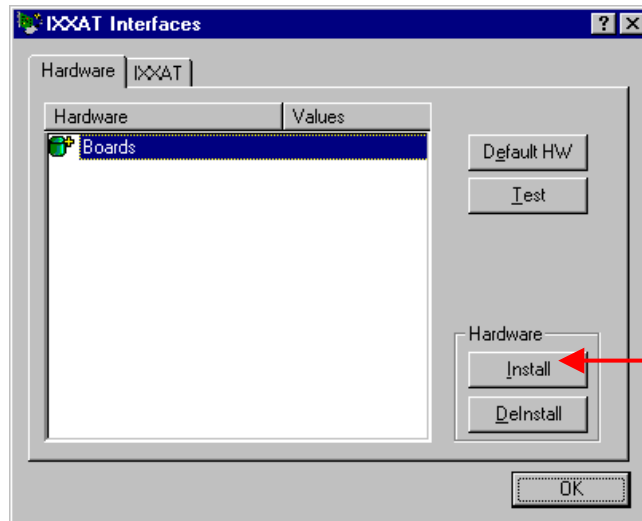 IXXAT Interfaces
Hardware IXXAT
Hardware Values
Boards
Default HW
Test
Hardware
Install
DeInstall
OK